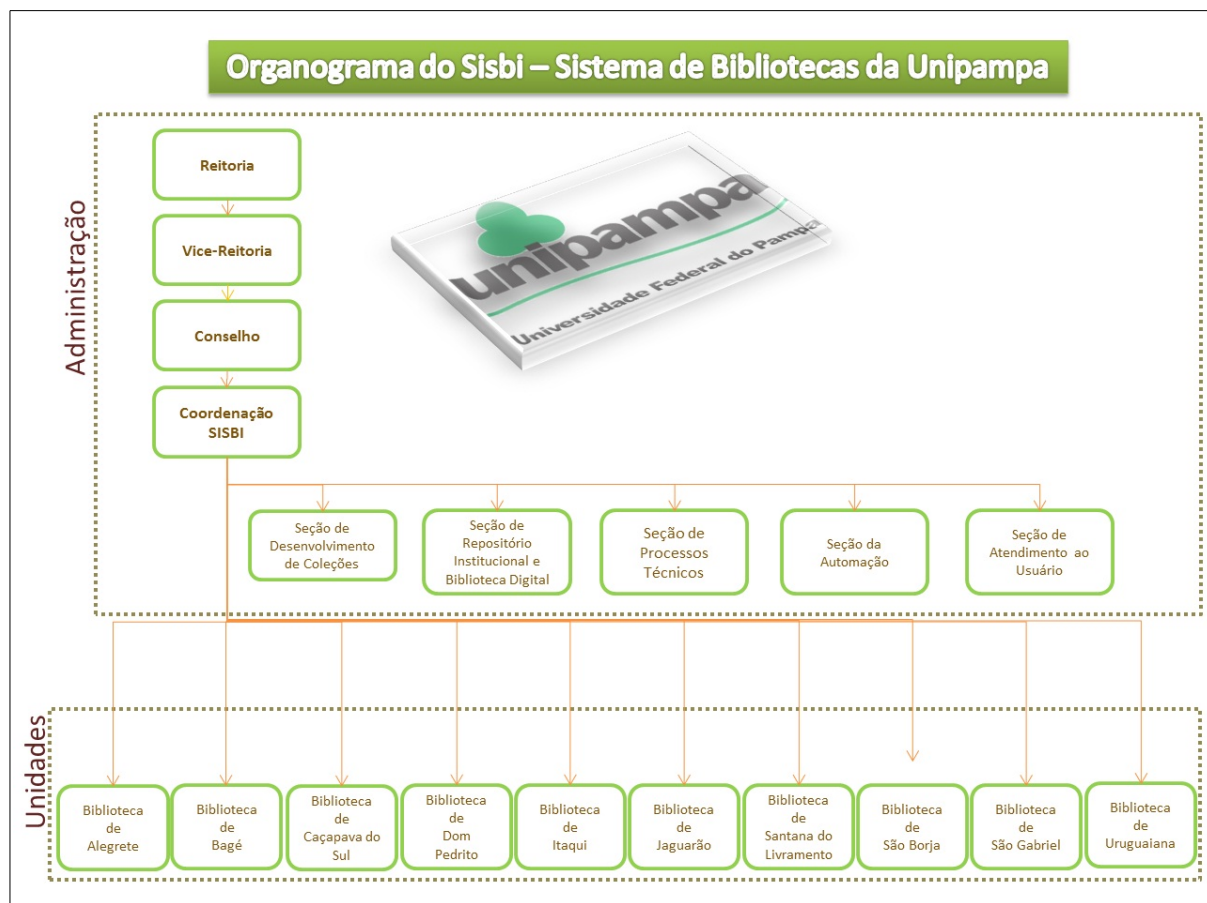 Organograma do Sisbi – Sistema de Bibliotecas da Unipampa
Administração
Reitoria
Vice-Reitoria
Conselho
Coordenação
SISBI
unipampa
Universidade Federal do Pampa
Seção de
Desenvolvimento
de Coleções
Seção de
Repositório
Institucional e
Biblioteca Digital
Seção de
Processos
Técnicos
Seção da
Automação
Seção de
Atendimento ao
Usuário
Unidades
Biblioteca
de
Alegrete
Biblioteca
de
Bagé
Biblioteca
de
Caçapava do
Sul
Biblioteca
de
Dom
Pedrito
Biblioteca
de
Itaqui
Biblioteca
de
Jaguarão
Biblioteca
de
Santana do
Livramento
Biblioteca
de
São Borja
Biblioteca
de
São Gabriel
Biblioteca
de
Uruguaiana